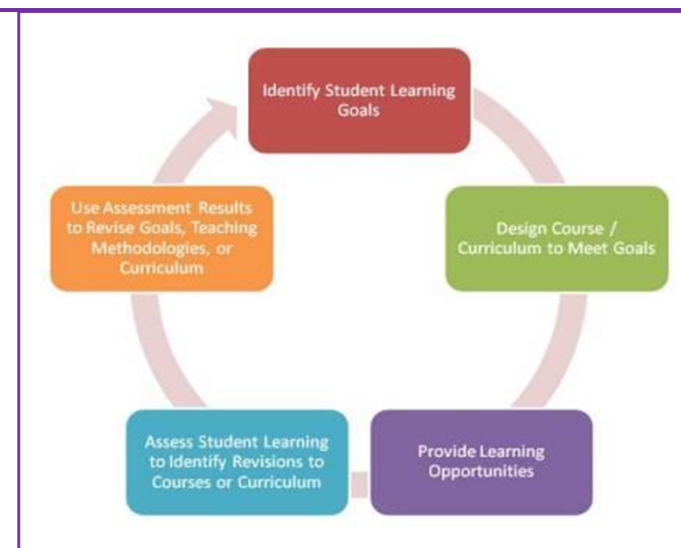 Identify Student Learning
Goals
Design Course /
Curriculum to Meet Goals
Provide Learning
Opportunities
Assess Student Learning
to Identify Revisions to
Courses or Curriculum
Use Assessment Results
to Revise Goals, Teaching
Methodologies, or
Curriculum